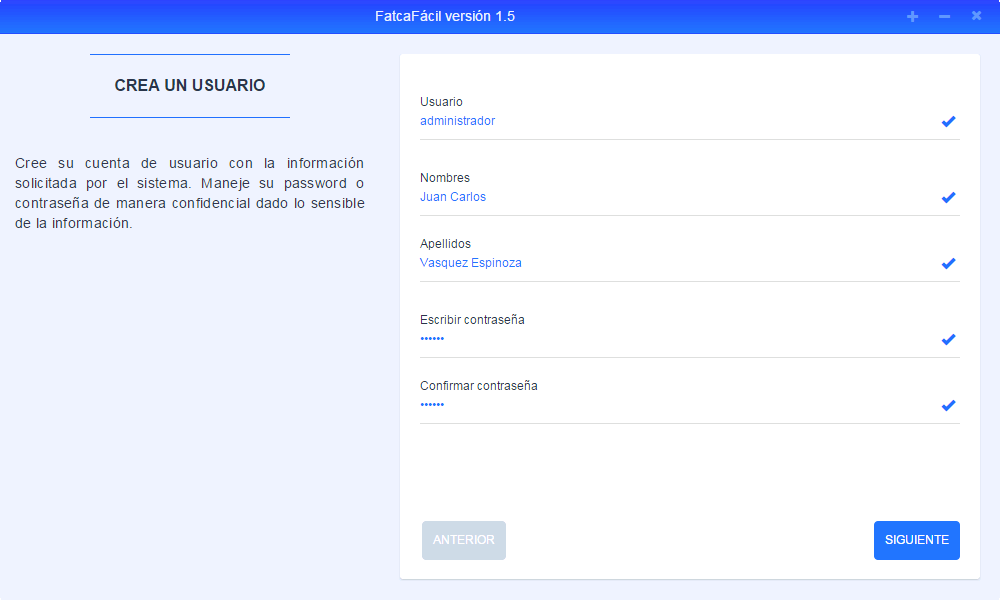 FatcaFácil versión 1.5
CREA UN USUARIO
Cree su cuenta de usuario con la información
solicitada por el sistema. Maneje su password o
contraseña de manera confidencial dado lo sensible
de la información.
Usuario
administrador
Nombres
Juan Carlos
Apellidos
Vasquez Espinoza
Escribir contraseña
••••••
Confirmar contraseña
••••••
ANTERIOR
SIGUIENTE